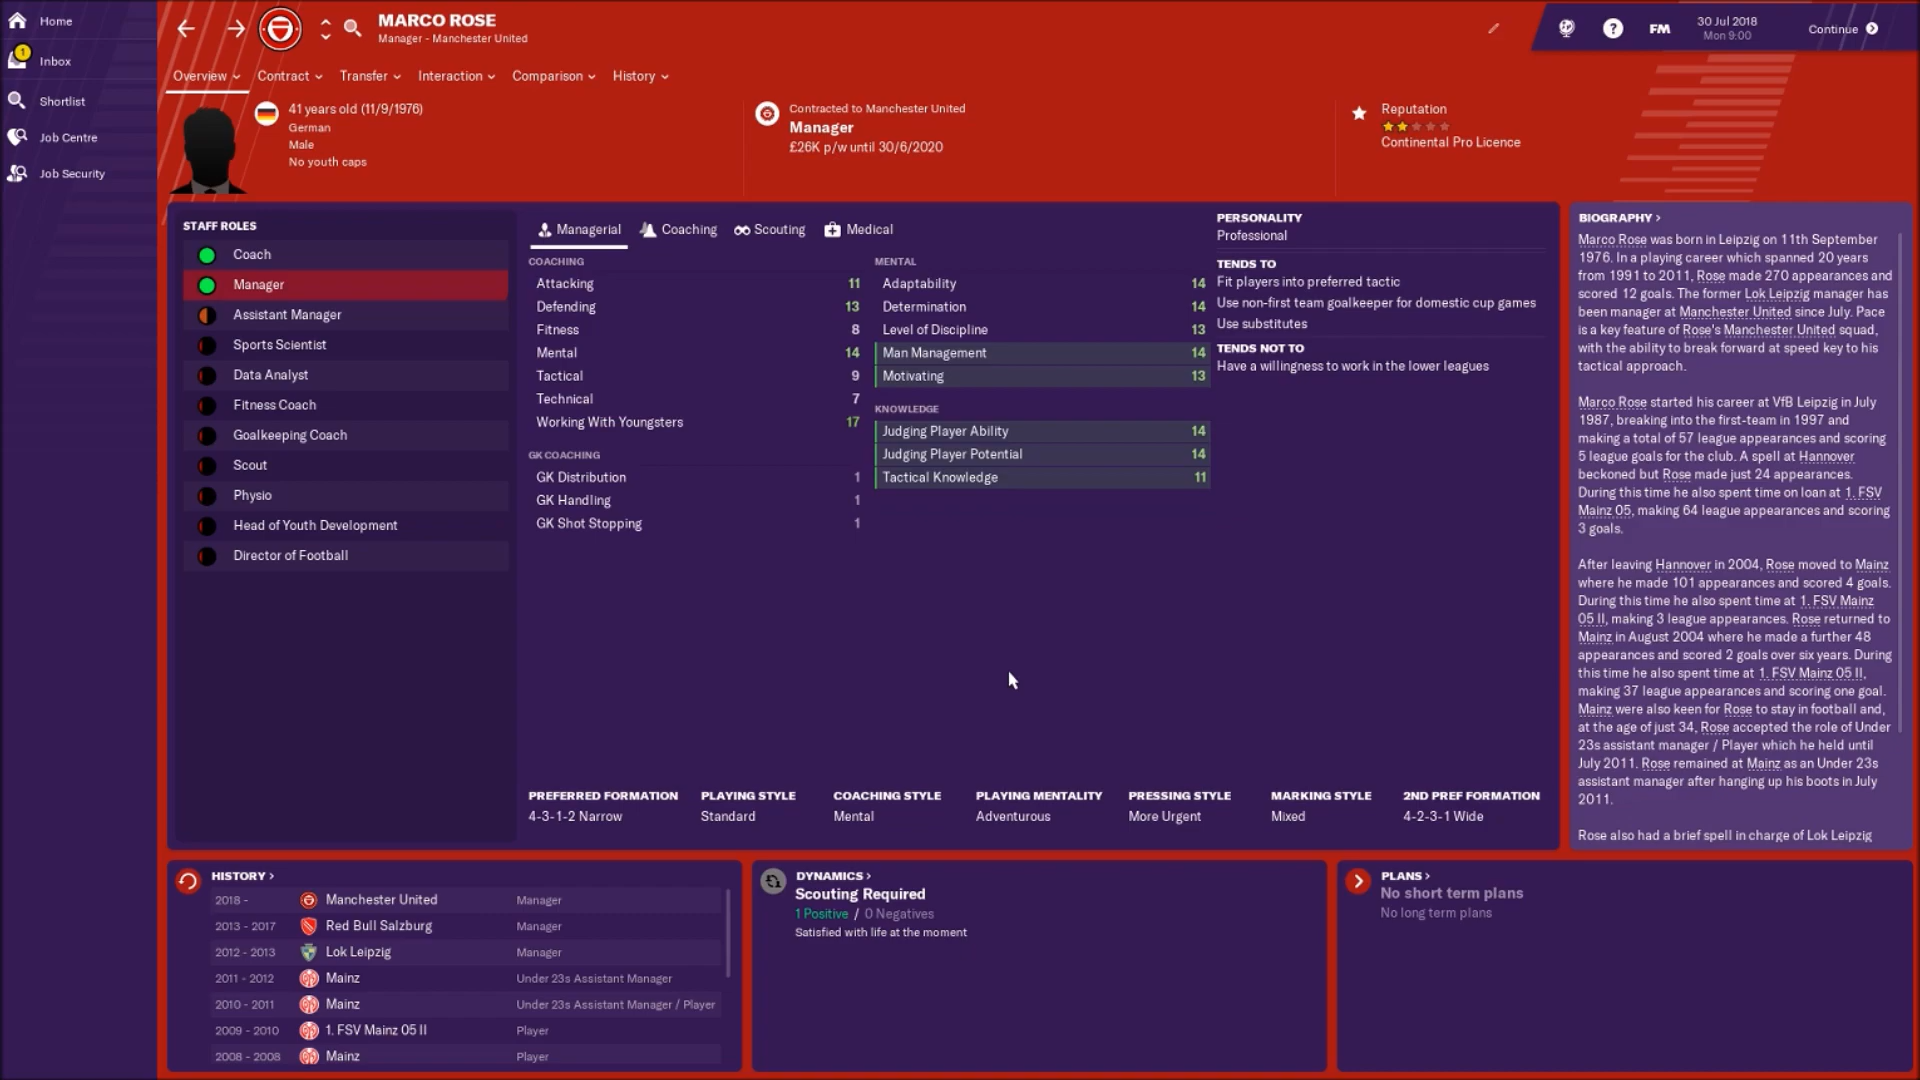 Home
1
Inbox
Shortlist
Job Centre
Job Security
MARCO ROSE
Manager - Manchester United
FM
30 Jul 2018
Mon 9:00
Continue
Overview
Contract
Transfer
Interaction
Comparison
History
41 years old (11/9/1976)
German
Male
No youth caps
Contracted to Manchester United
Manager
£26K p/w until 30/6/2020
Reputation
Continental Pro Licence
STAFF ROLES
Coach
Manager
Assistant Manager
Sports Scientist
Data Analyst
Fitness Coach
Goalkeeping Coach
Scout
Physio
Head of Youth Development
Director of Football
Managerial
Coaching
Scouting
Medical
COACHING
Attacking 11
Defending 13
Fitness 8
Mental 14
Tactical 9
Technical 7
Working With Youngsters 17
GK COACHING
GK Distribution 1
GK Handling 1
GK Shot Stopping 1
MENTAL
Adaptability 14
Determination 14
Level of Discipline 13
Man Management 14
Motivating 13
KNOWLEDGE
Judging Player Ability 14
Judging Player Potential 14
Tactical Knowledge 11
PERSONALITY
Professional
TENDS TO
Fit players into preferred tactic
Use non-first team goalkeeper for domestic cup games
Use substitutes
TENDS NOT TO
Have a willingness to work in the lower leagues
PREFERRED FORMATION
4-3-1-2 Narrow
PLAYING STYLE
Standard
COACHING STYLE
Mental
PLAYING MENTALITY
Adventurous
PRESSING STYLE
More Urgent
MARKING STYLE
Mixed
2ND PREF FORMATION
4-2-3-1 Wide
BIOGRAPHY >
Marco Rose was born in Leipzig on 11th September
1976. In a playing career which spanned 20 years
from 1991 to 2011, Rose made 270 appearances and
scored 12 goals. The former Lok Leipzig manager has
been manager at Manchester United since July. Pace
is a key feature of Rose's Manchester United squad,
with the ability to break forward at speed key to his
tactical approach.
Marco Rose started his career at VfB Leipzig in July
1987, breaking into the first-team in 1997 and
making a total of 57 league appearances and scoring
5 league goals for the club. A spell at Hannover
beckoned but Rose made just 24 appearances.
During this time he also spent time on loan at 1. FSV
Mainz 05, making 64 league appearances and scoring
3 goals.
After leaving Hannover in 2004, Rose moved to Mainz
where he made 101 appearances and scored 4 goals.
During this time he also spent time at 1. FSV Mainz
05 II, making 3 league appearances. Rose returned to
Mainz in August 2004 where he made a further 48
appearances and scored 2 goals over six years. During
this time he also spent time at 1. FSV Mainz 05 II,
making 37 league appearances and scoring one goal.
Mainz were also keen for Rose to stay in football and,
at the age of just 34, Rose accepted the role of Under
23s assistant manager / Player which he held until
July 2011. Rose remained at Mainz as an Under 23s
assistant manager after hanging up his boots in July
2011.
Rose also had a brief spell in charge of Lok Leipzig
HISTORY >
2018 - Manchester United Manager
2013 - 2017 Red Bull Salzburg Manager
2012 - 2013 Lok Leipzig Manager
2011 - 2012 Mainz Under 23s Assistant Manager
2010 - 2011 Mainz Under 23s Assistant Manager / Player
2009 - 2010 1. FSV Mainz 05 II Player
2008 - 2008 Mainz Player
DYNAMICS >
Scouting Required
1 Positive / 0 Negatives
Satisfied with life at the moment
PLANS >
No short term plans
No long term plans